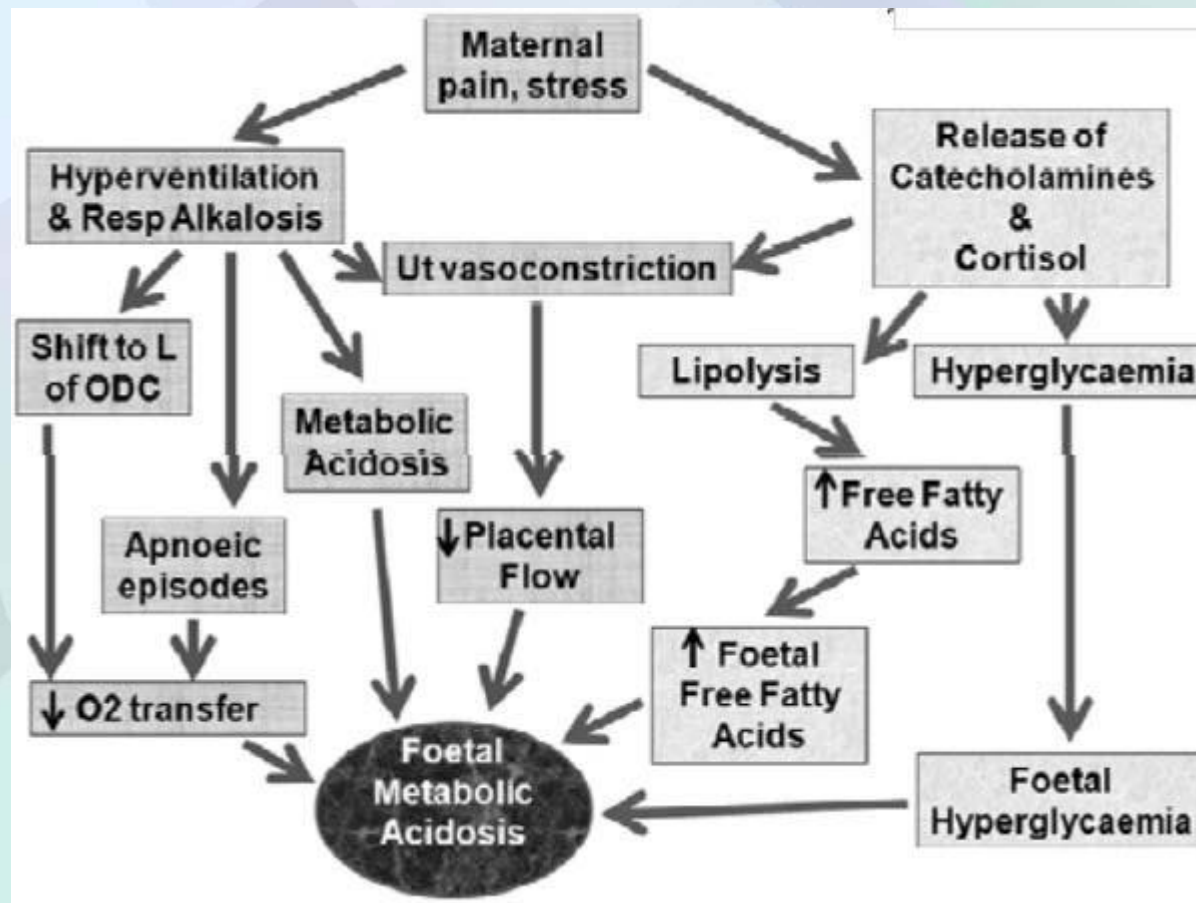 Maternal
pain, stress
Hyperventilation
& Resp Alkalosis
Release of
Catecholamines
&
Cortisol
Ut vasoconstriction
Shift to L
of ODC
Lipolysis
Hyperglycaemia
Metabolic
Acidosis
↑Free Fatty
Acids
Apnoeic
episodes
↓Placental
Flow
↑ Foetal
Free Fatty
Acids
↓ O2 transfer
Foetal
Metabolic
Acidosis
Foetal
Hyperglycaemia